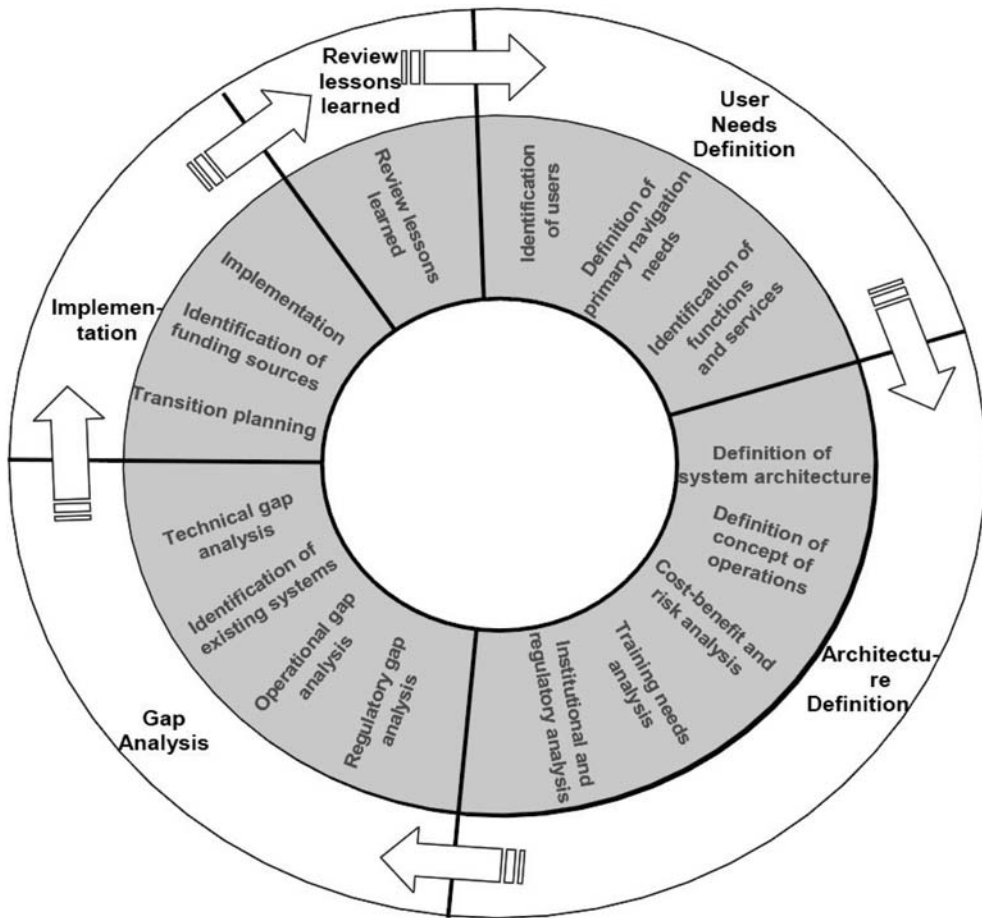 Review
lessons
learned
User
Needs
Definition
Architectu-
re
Definition
Gap
Analysis
Implemen-
tation
Review lessons
learned
Identification
of users
Definition of
primary navigation
needs
Identification of
functions
and services
Definition of
system architecture
Definition of
concept of
operations
Cost-benefit and
risk analysis
Training needs
analysis
Institutional and
regulatory analysis
Regulatory gap
analysis
Operational gap
analysis
Identification of
existing systems
Technical gap
analysis
Transition planning
Identification of
funding sources
Implementation